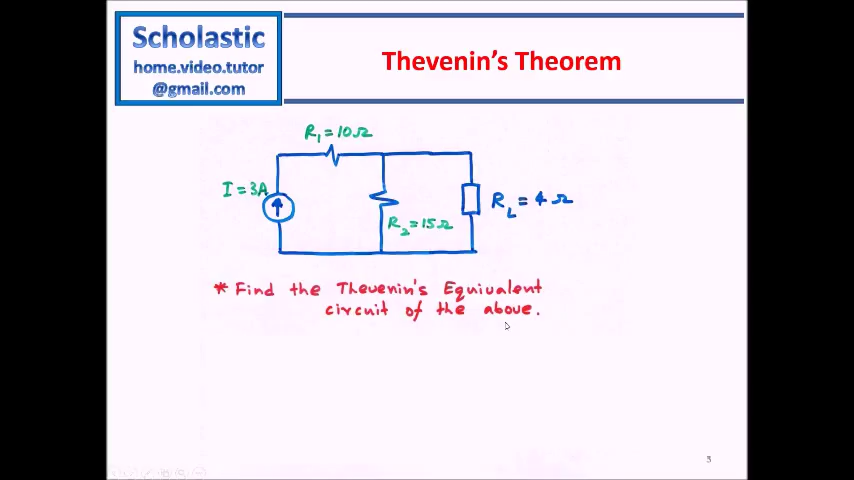 Scholastic
home.video.tutor
@gmail.com
Thevenin's Theorem
R₁=10Ω
I=3A
R₂=15Ω
R_L=4Ω
* Find the Thevenin's Equivalent
circuit of the above.
3